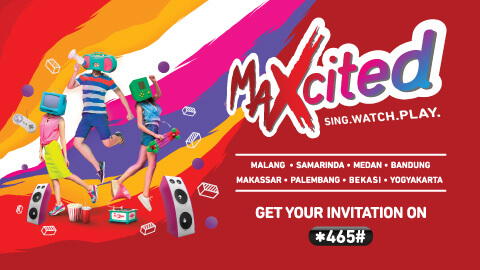 MAXcited
SING.WATCH.PLAY.
MALANG • SAMARINDA • MEDAN • BANDUNG
MAKASSAR • PALEMBANG • BEKASI • YOGYAKARTA
GET YOUR INVITATION ON
*465#